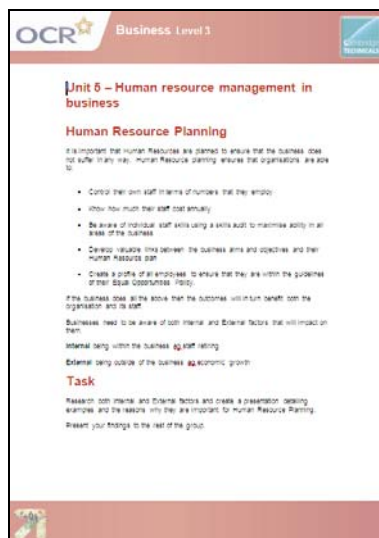 OCR
Business Level 3
Cambridge
TECHNICALS
Unit 5 – Human resource management in
business
Human Resource Planning
It is important that Human Resources are planned to ensure that the business does
not suffer in any way. Human Resource planning ensures that organisations are able
to:
• Control their own staff in terms of numbers that they employ
• Know how much their staff cost annually
• Be aware of individual staff skills using a skills audit to maximise ability in all
areas of the business
• Develop valuable links between the business aims and objectives and their
Human Resource plan
• Create a profile of all employees to ensure that they are within the guidelines
of their Equal Opportunities Policy.
If the business does all the above then the outcomes will in turn benefit both the
organisation and its staff.
Businesses need to be aware of both Internal and External factors that will impact on
them.
Internal being within the business eg staff retiring
External being outside of the business eg economic growth
Task
Research both Internal and External factors and create a presentation detailing
examples and the reasons why they are important for Human Resource Planning.
Present your findings to the rest of the group.